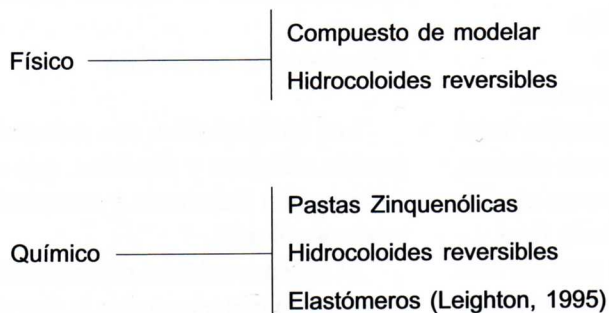 Compuesto de modelar
Físico
Hidrocoloides reversibles
Pastas Zinquenólicas
Químico
Hidrocoloides reversibles
Elastómeros (Leighton, 1995)